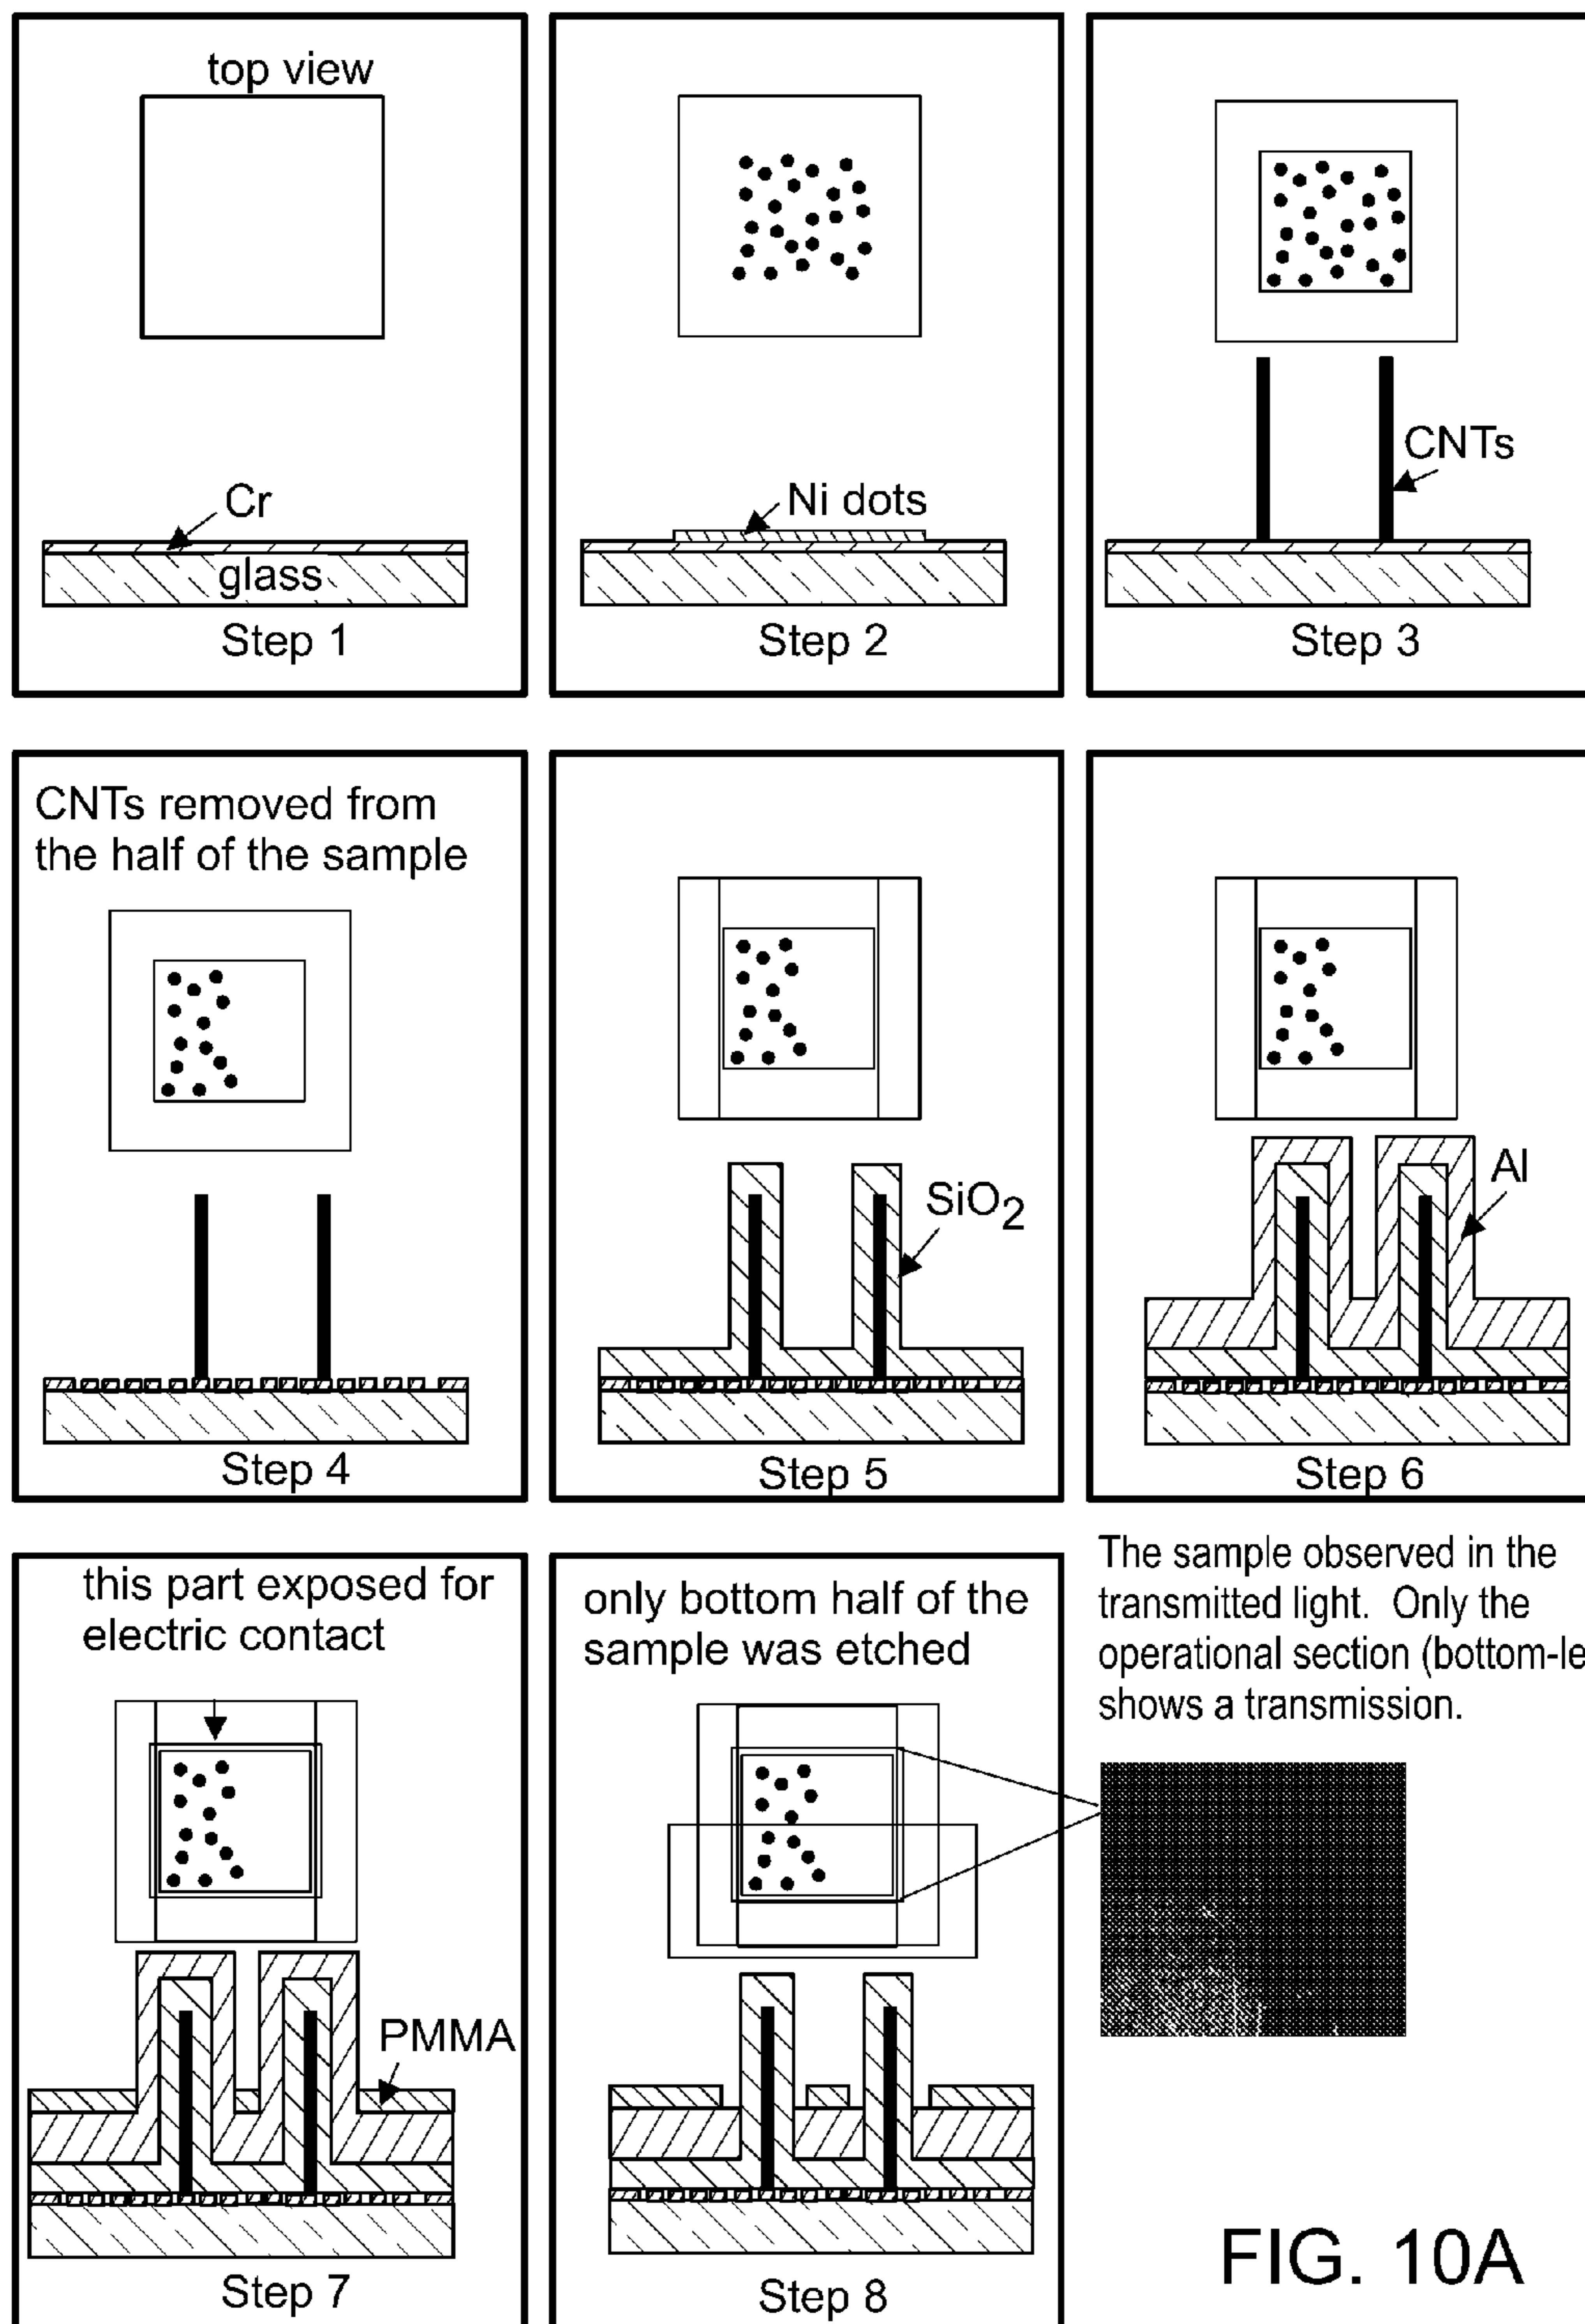 top view
Cr
glass
Step 1
Ni dots
Step 2
CNTs
Step 3
CNTs removed from
the half of the sample
Step 4
SiO2
Step 5
Al
Step 6
this part exposed for
electric contact
PMMA
Step 7
only bottom half of the
sample was etched
Step 8
The sample observed in the
transmitted light. Only the
operational section (bottom-le
shows a transmission.
FIG. 10A